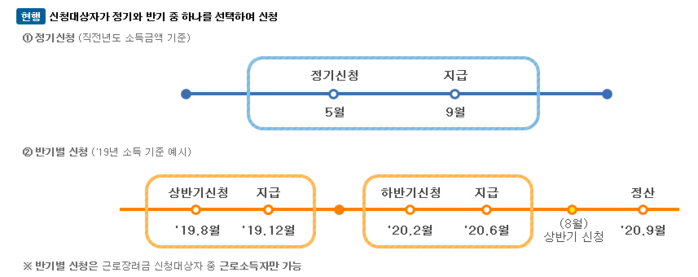 현행 신청대상자가 정기와 반기 중 하나를 선택하여 신청
① 정기신청 (직전년도 소득금액 기준)
정기신청 지급
5월 9월
② 반기별 신청 ('19년 소득 기준 예시)
상반기신청 지급 하반기신청 지급 정산
'19.8월 '19.12월 '20.2월 '20.6월 (8월) '20.9월
상반기 신청
※ 반기별 신청은 근로장려금 신청대상자 중 근로소득자만 가능